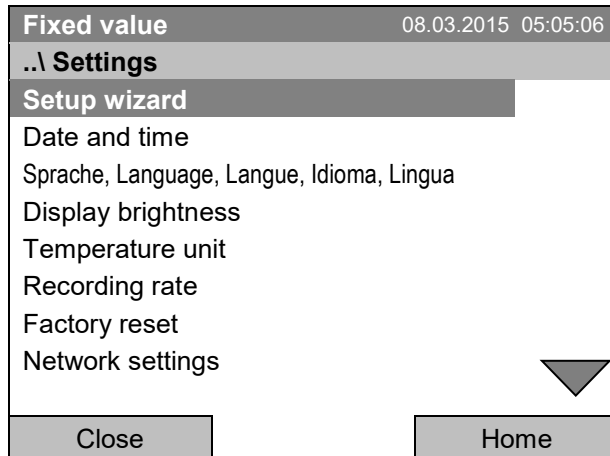 Fixed value 08.03.2015 05:05:06
..\ Settings
Setup wizard
Date and time
Sprache, Language, Langue, Idioma, Lingua
Display brightness
Temperature unit
Recording rate
Factory reset
Network settings
Close Home